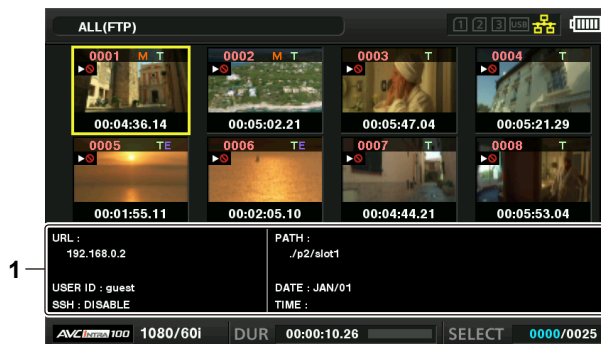 ALL(FTP)
1 2 3 USB
0001 M T
0002 M T
0003 T
0004 T
00:04:36.14
00:05:02.21
00:05:47.04
00:05:21.29
0005 TE
0006 TE
0007 T
0008 T
00:01:55.11
00:02:05.10
00:04:44.21
00:05:53.04
1
URL :
192.168.0.2
USER ID : guest
SSH : DISABLE
PATH :
./p2/slot1
DATE : JAN/01
TIME :
AVC INTRA 100 1080/60i DUR 00:00:10.26 SELECT 0000/0025